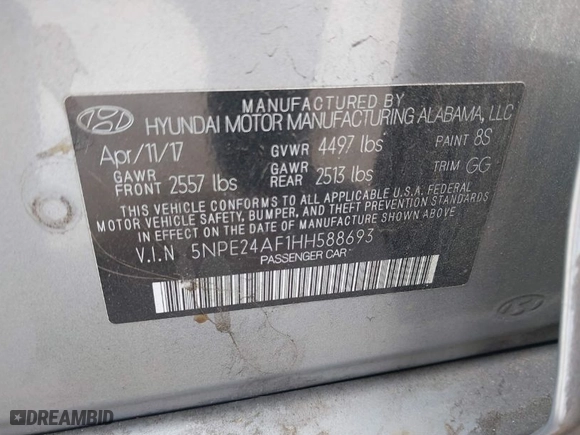 MANUFACTURED BY
HYUNDAI MOTOR MANUFACTURING ALABAMA, LLC
Apr/11/17 GVWR 4497 lbs PAINT 8S
GAWR FRONT 2557 lbs GAWR REAR 2513 lbs TRIM GG
THIS VEHICLE CONFORMS TO ALL APPLICABLE U.S.A. FEDERAL
MOTOR VEHICLE SAFETY, BUMPER, AND THEFT PREVENTION STANDARDS
IN EFFECT ON THE DATE OF MANUFACTURE SHOWN ABOVE.
V.I.N 5NPE24AF1HH588693
PASSENGER CAR
DREAMBID